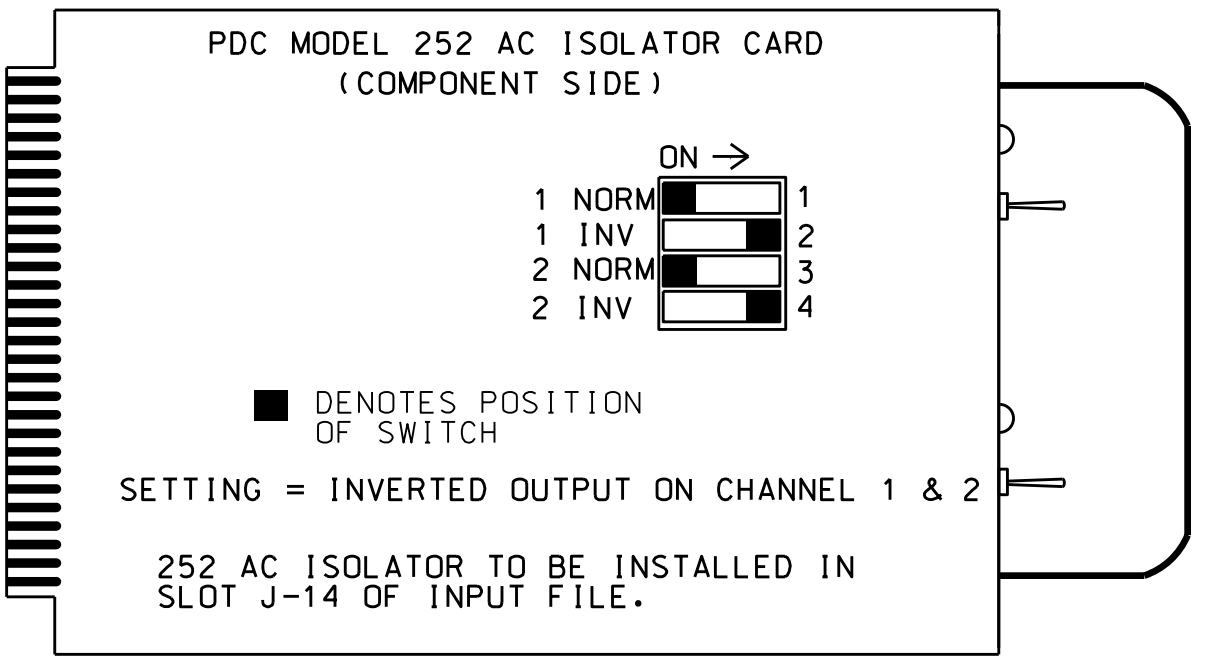 PDC MODEL 252 AC ISOLATOR CARD
(COMPONENT SIDE)
ON →
1 NORM 1
1 INV 2
2 NORM 3
2 INV 4
DENOTES POSITION
OF SWITCH
SETTING = INVERTED OUTPUT ON CHANNEL 1 & 2
252 AC ISOLATOR TO BE INSTALLED IN
SLOT J-14 OF INPUT FILE.